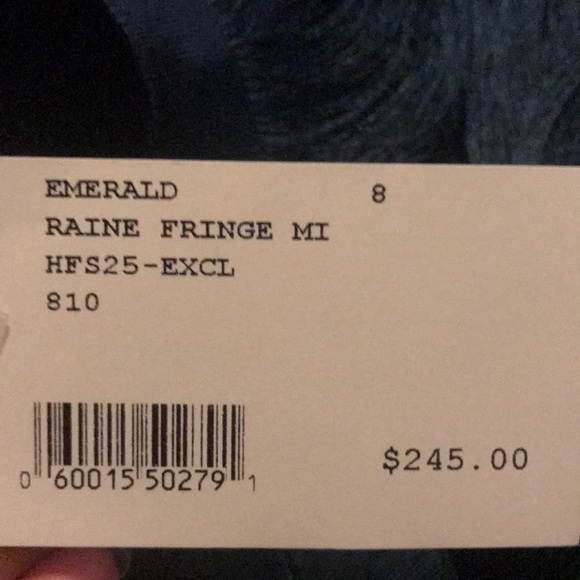 EMERALD 8
RAINE FRINGE MI
HFS25-EXCL
810
$245.00
0 60015 50279 1